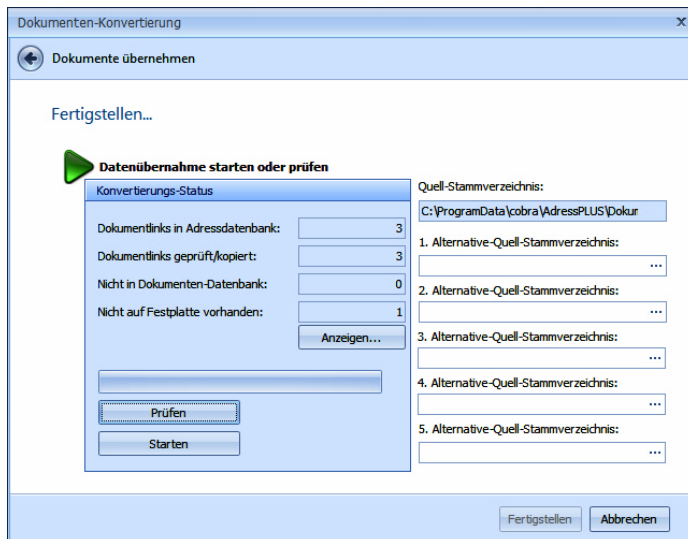 Dokumenten-Konvertierung
x
Dokumente übernehmen
Fertigstellen...
Datenübernahme starten oder prüfen
Konvertierungs-Status
Dokumentlinks in Adressdatenbank: 3
Dokumentlinks geprüft/kopiert: 3
Nicht in Dokumenten-Datenbank: 0
Nicht auf Festplatte vorhanden: 1
Anzeigen...
Prüfen
Starten
Quell-Stammverzeichnis:
C:\ProgramData\cobra\AdressPLUS\Dokur
1. Alternative-Quell-Stammverzeichnis:
...
2. Alternative-Quell-Stammverzeichnis:
...
3. Alternative-Quell-Stammverzeichnis:
...
4. Alternative-Quell-Stammverzeichnis:
...
5. Alternative-Quell-Stammverzeichnis:
...
Fertigstellen
Abbrechen